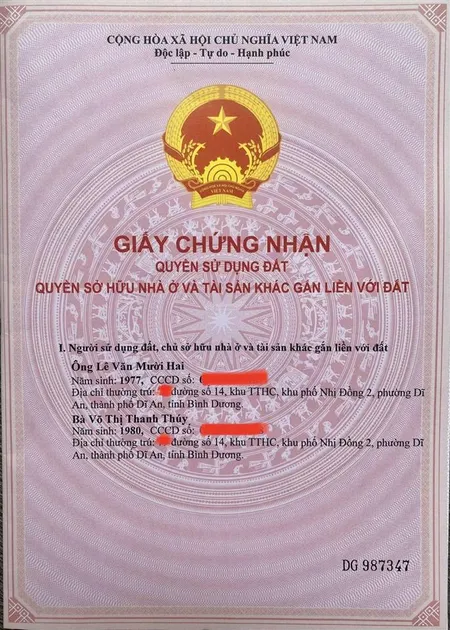 CỘNG HÒA XÃ HỘI CHỦ NGHĨA VIỆT NAM
Độc lập - Tự do - Hạnh phúc
VIỆT NAM
GIẤY CHỨNG NHẬN
QUYỀN SỬ DỤNG ĐẤT
QUYỀN SỞ HỮU NHÀ Ở VÀ TÀI SẢN KHÁC GẮN LIỀN VỚI ĐẤT
I. Người sử dụng đất, chủ sở hữu nhà ở và tài sản khác gắn liền với đất
Ông Lê Văn Mười Hai
Năm sinh: 1977, CCCD số:
Địa chỉ thường trú: đường số 14, khu TTHC, khu phố Nhị Đồng 2, phường Dĩ
An, thành phố Dĩ An, tỉnh Bình Dương.
Bà Võ Thị Thanh Thúy
Năm sinh: 1980, CCCD số:
Địa chỉ thường trú: đường số 14, khu TTHC, khu phố Nhị Đồng 2, phường Dĩ
An, thành phố Dĩ An, tỉnh Bình Dương.
DG 987347